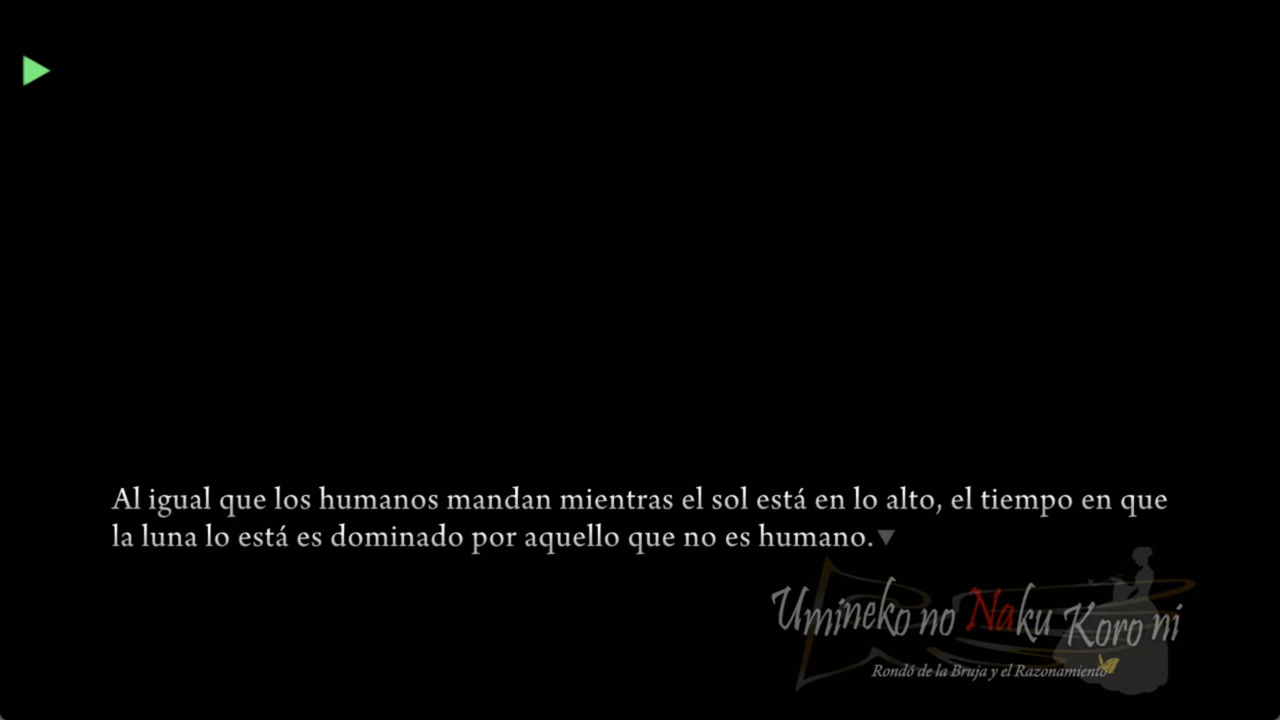 Al igual que los humanos mandan mientras el sol está en lo alto, el tiempo en que
la luna lo está es dominado por aquello que no es humano.
Umineko no Naku Koro ni
Rondó de la Bruja y el Razonamiento